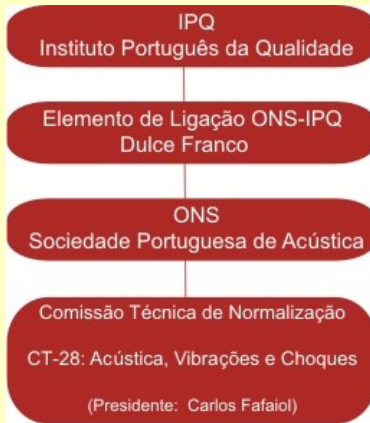 IPQ
Instituto Português da Qualidade
Elemento de Ligação ONS-IPQ
Dulce Franco
ONS
Sociedade Portuguesa de Acústica
Comissão Técnica de Normalização
CT-28: Acústica, Vibrações e Choques
(Presidente: Carlos Fafaiol)